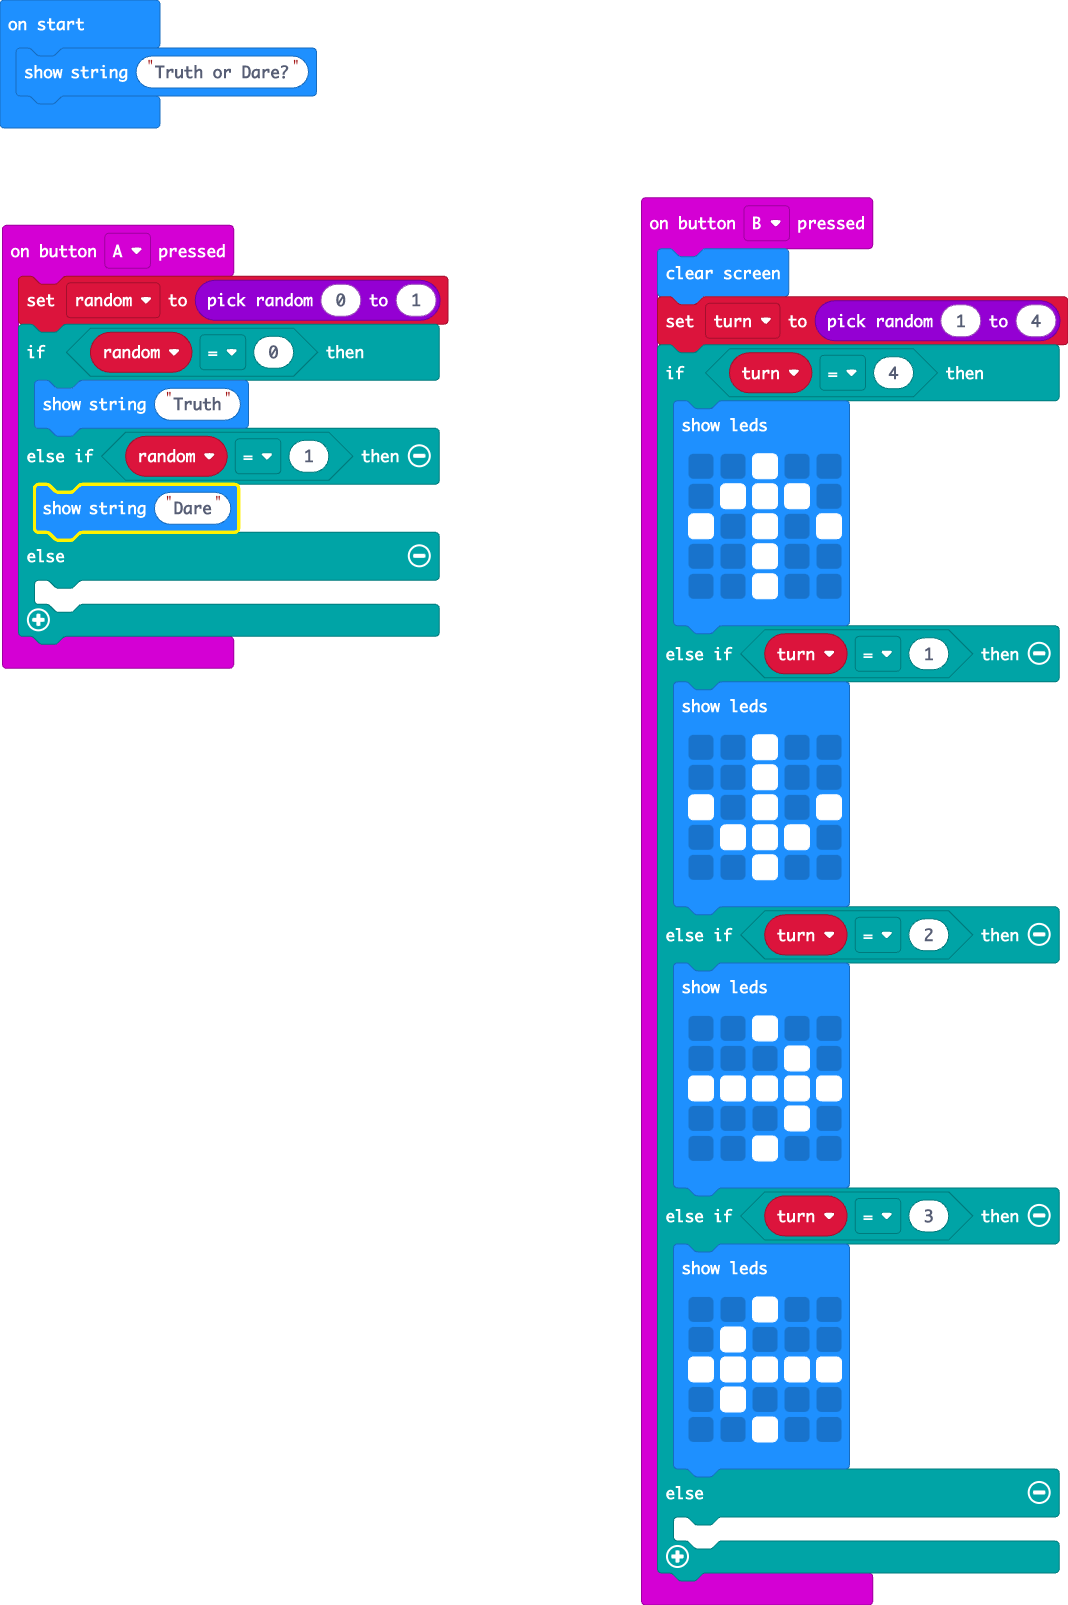 on start
show string "Truth or Dare?"
on button A pressed
set random to pick random 0 to 1
if random = 0 then
show string "Truth"
else if random = 1 then
show string "Dare"
else
on button B pressed
clear screen
set turn to pick random 1 to 4
if turn = 4 then
show leds
else if turn = 1 then
show leds
else if turn = 2 then
show leds
else if turn = 3 then
show leds
else